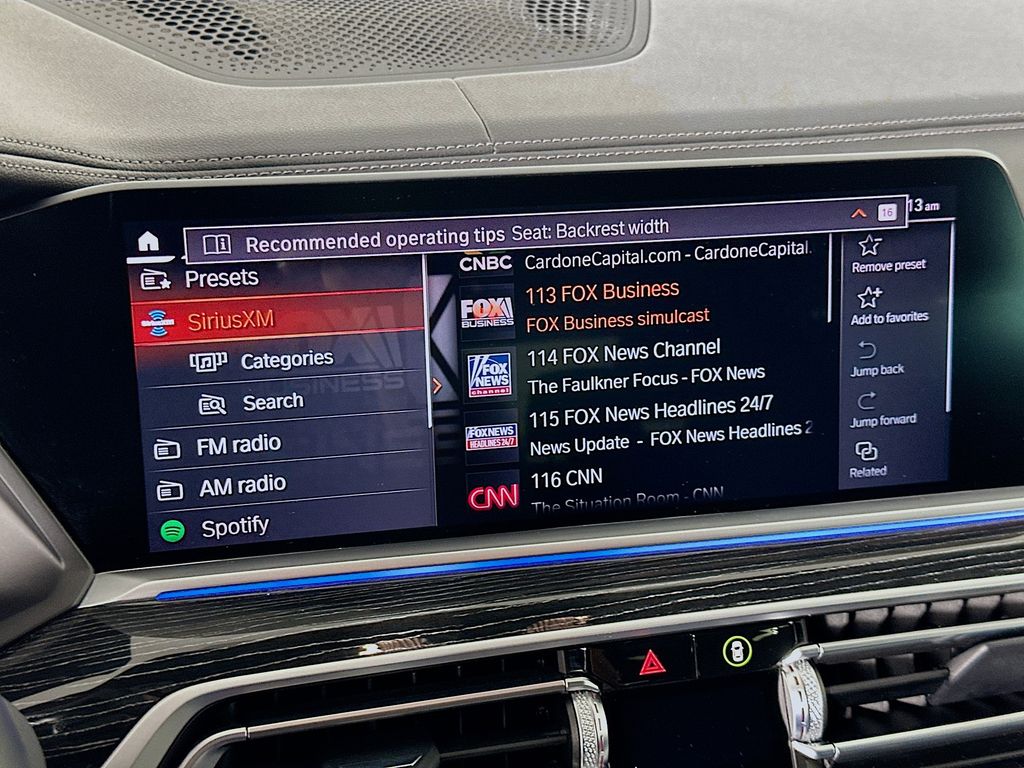 13 am
Recommended operating tips Seat: Backrest width
16
Presets
SiriusXM
SiriusXM
Categories
Search
FM radio
AM radio
Spotify
BUSINESS
CNBC
CardoneCapital.com - CardoneCapital.
FOX
BUSINESS
113 FOX Business
FOX Business simulcast
FOX
NEWS
channel
114 FOX News Channel
The Faulkner Focus - FOX News
FOX NEWS
HEADLINES 24/7
115 FOX News Headlines 24/7
News Update - FOX News Headlines 2
CNN
116 CNN
The Situation Room - CNN
Remove preset
Add to favorites
Jump back
Jump forward
Related